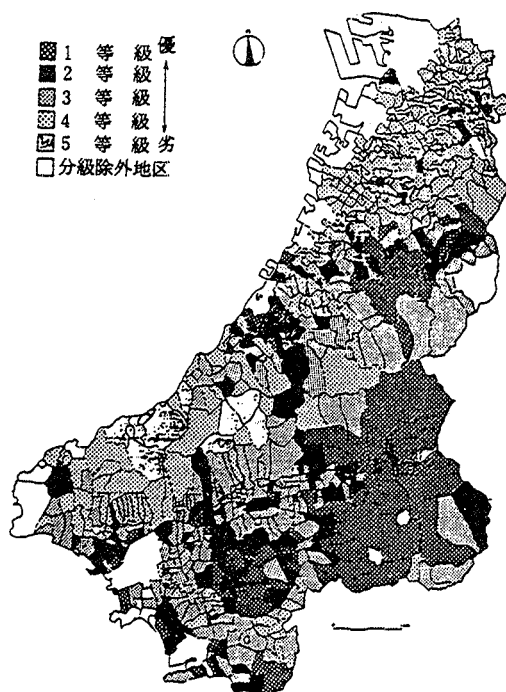 1 等 級 優
2 等 級
3 等 級
4 等 級
5 等 級 劣
分級除外地区